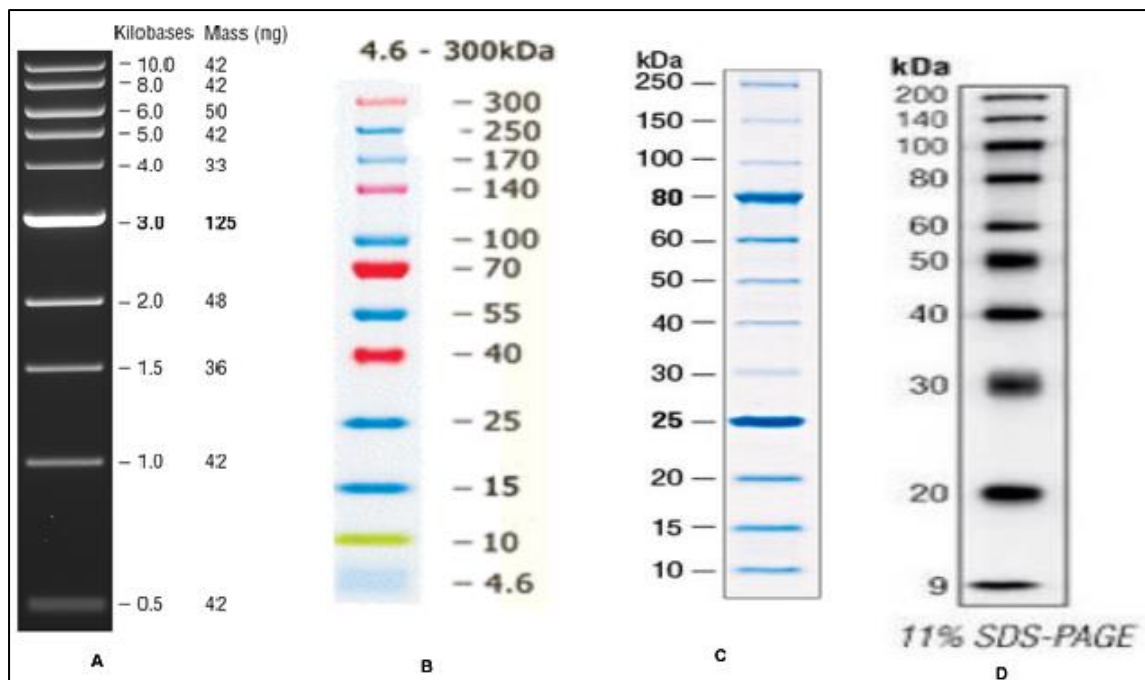 Kilobases Mass (ng)
– 10.0 42
– 8.0 42
– 6.0 50
– 5.0 42
– 4.0 33
– 3.0 125
– 2.0 48
– 1.5 36
– 1.0 42
– 0.5 42
A
4.6 - 300kDa
– 300
- 250
– 170
– 140
– 100
– 70
– 55
– 40
– 25
– 15
– 10
– 4.6
B
kDa
250 —
150 —
100 —
80 —
60 —
50 —
40 —
30 —
25 —
20 —
15 —
10 —
C
kDa
200
140
100
80
60
50
40
30
20
9
11% SDS-PAGE
D